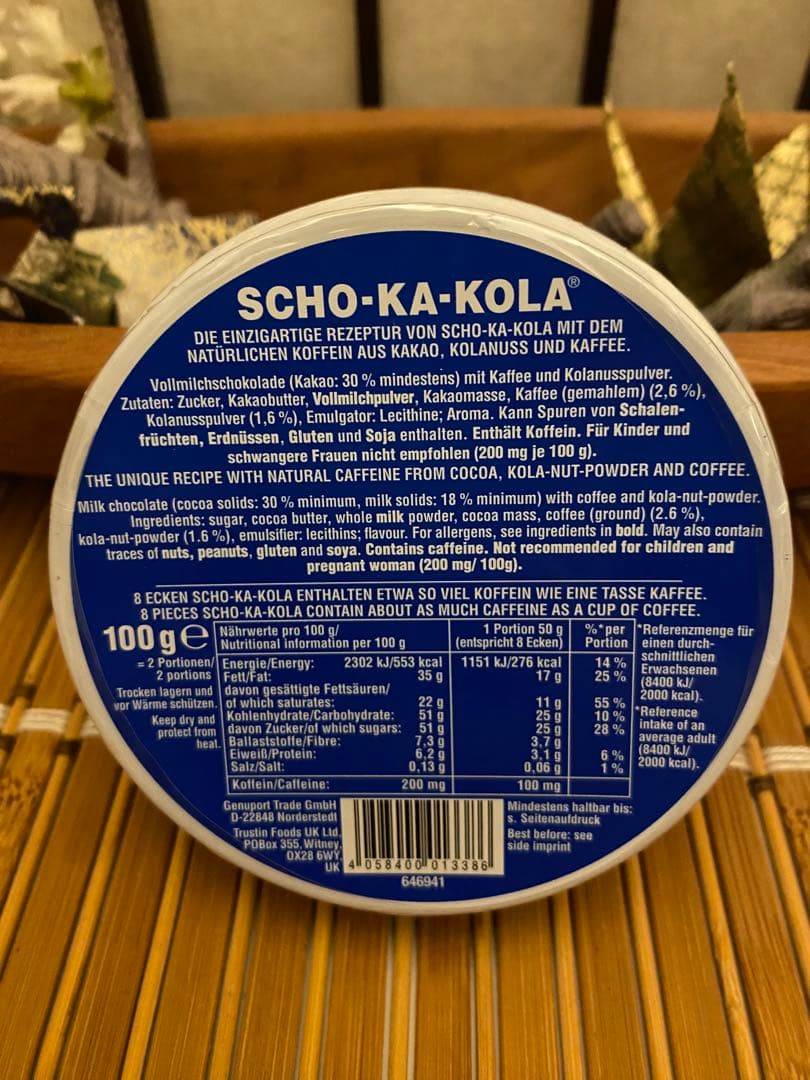 SCHO-KA-KOLA®
DIE EINZIGARTIGE REZEPTUR VON SCHO-KA-KOLA MIT DEM
NATÜRLICHEN KOFFEIN AUS KAKAO, KOLANUSS UND KAFFEE.
Vollmilchschokolade (Kakao: 30 % mindestens) mit Kaffee und Kolanusspulver.
Zutaten: Zucker, Kakaobutter, Vollmilchpulver, Kakaomasse, Kaffee (gemahlem) (2,6 %),
Kolanusspulver (1,6 %), Emulgator: Lecithine; Aroma. Kann Spuren von Schalen-
früchten, Erdnüssen, Gluten und Soja enthalten. Enthält Koffein. Für Kinder und
schwangere Frauen nicht empfohlen (200 mg je 100 g).
THE UNIQUE RECIPE WITH NATURAL CAFFEINE FROM COCOA, KOLA-NUT-POWDER AND COFFEE.
Milk chocolate (cocoa solids: 30 % minimum, milk solids: 18 % minimum) with coffee and kola-nut-powder.
Ingredients: sugar, cocoa butter, whole milk powder, cocoa mass, coffee (ground) (2.6 %),
kola-nut-powder (1.6 %), emulsifier: lecithins; flavour. For allergens, see ingredients in bold. May also contain
traces of nuts, peanuts, gluten and soya. Contains caffeine. Not recommended for children and
pregnant woman (200 mg/ 100g).
8 ECKEN SCHO-KA-KOLA ENTHALTEN ETWA SO VIEL KOFFEIN WIE EINE TASSE KAFFEE.
8 PIECES SCHO-KA-KOLA CONTAIN ABOUT AS MUCH CAFFEINE AS A CUP OF COFFEE.
100 g e
= 2 Portionen/
2 portions
Trocken lagern und
vor Wärme schützen.
Keep dry and
protect from
heat.
Nährwerte pro 100 g/ 1 Portion 50 g %*per
Nutritional information per 100 g (entspricht 8 Ecken) Portion
Energie/Energy: 2302 kJ/553 kcal 1151 kJ/276 kcal 14 %
Fett/Fat: 35 g 17 g 25 %
davon gesättigte Fettsäuren/
of which saturates: 22 g 11 g 55 %
Kohlenhydrate/Carbohydrate: 51 g 25 g 10 %
davon Zucker/of which sugars: 51 g 25 g 28 %
Ballaststoffe/Fibre: 7,3 g 3,7 g
Eiweiß/Protein: 6,2 g 3,1 g 6 %
Salz/Salt: 0,13 g 0,06 g 1 %
Koffein/Caffeine: 200 mg 100 mg
*Referenzmenge für
einen durch-
schnittlichen
Erwachsenen
(8400 kJ/
2000 kcal).
*Reference
intake of an
average adult
(8400 kJ/
2000 kcal).
Genuport Trade GmbH
D-22848 Norderstedt
Trustin Foods UK Ltd.
POBox 355, Witney,
OX28 6WY,
UK
4 058400 013386
646941
Mindestens haltbar bis:
s. Seitenaufdruck
Best before: see
side imprint